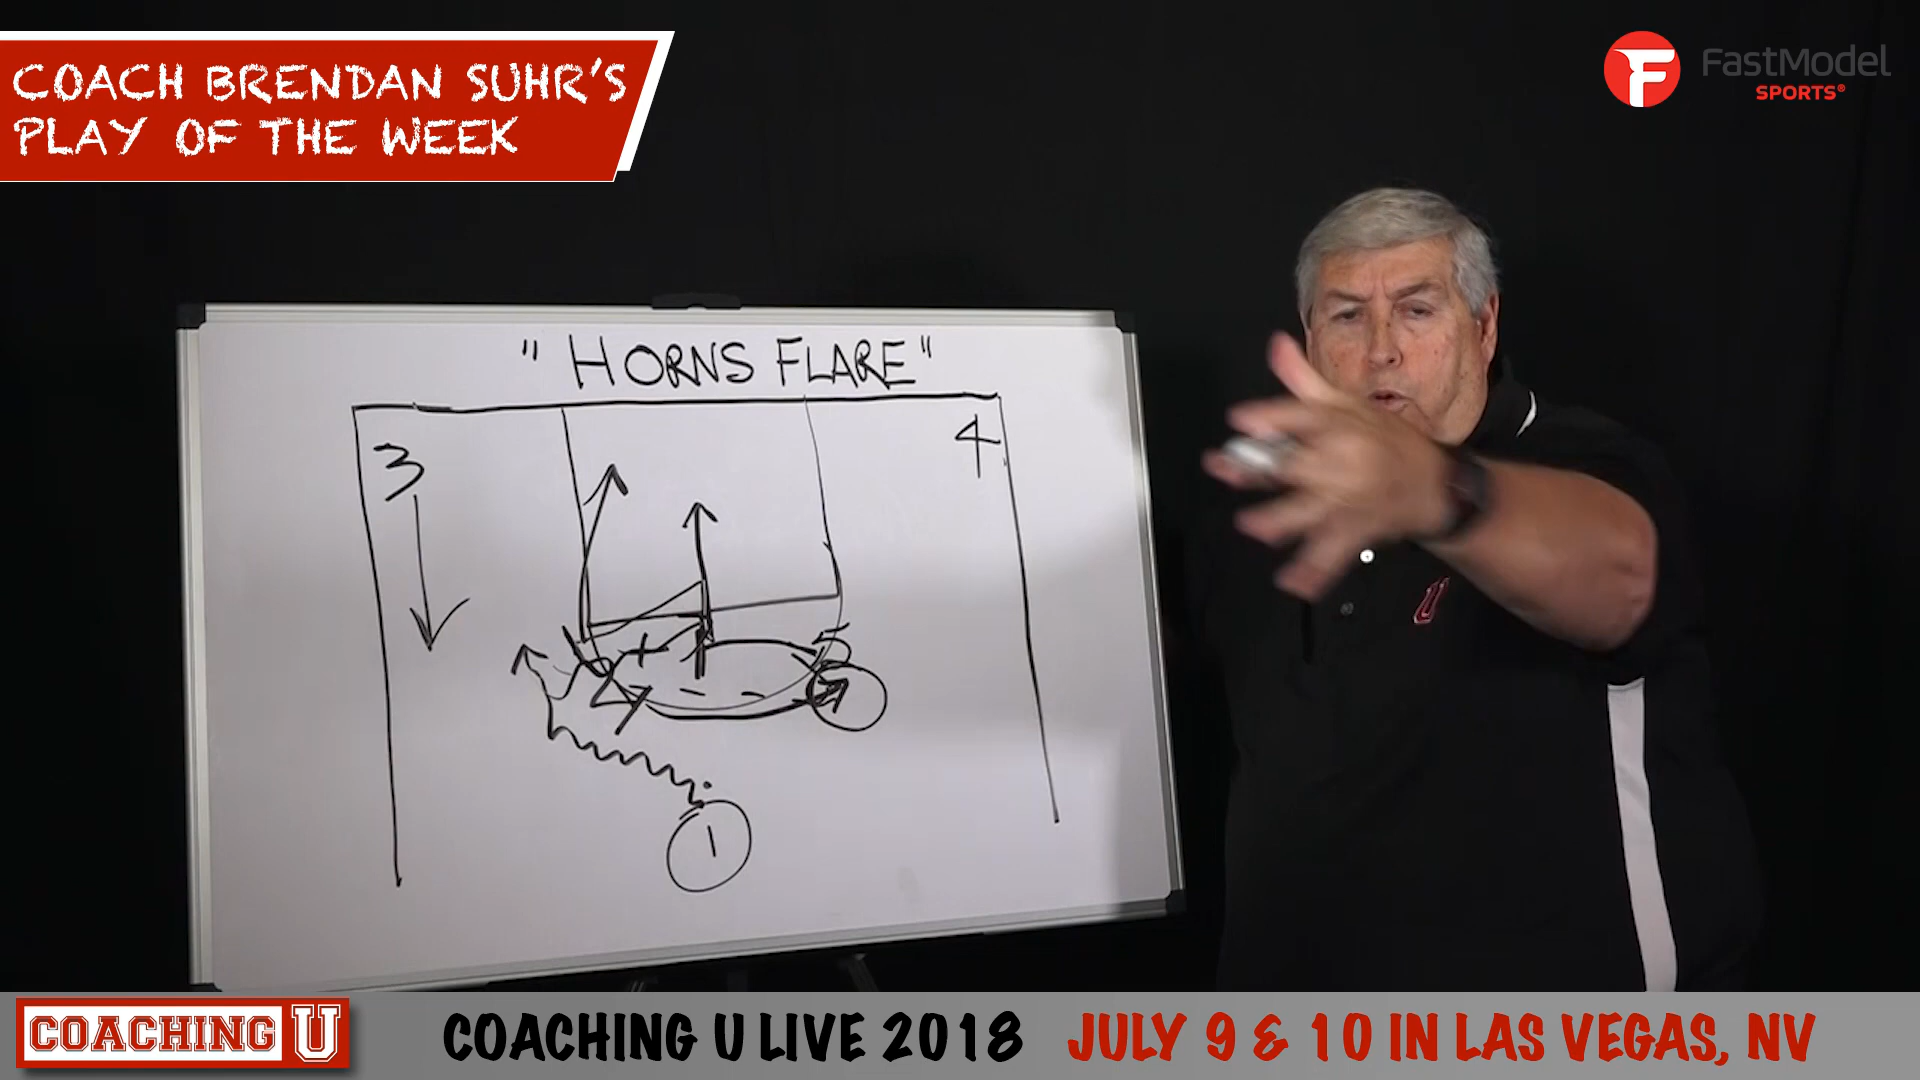 COACH BRENDAN SUHR'S
PLAY OF THE WEEK
F FastModel
SPORTS®
" HORNS FLARE "
3
4
5
1
U
COACHING U
COACHING U LIVE 2018 JULY 9 & 10 IN LAS VEGAS, NV